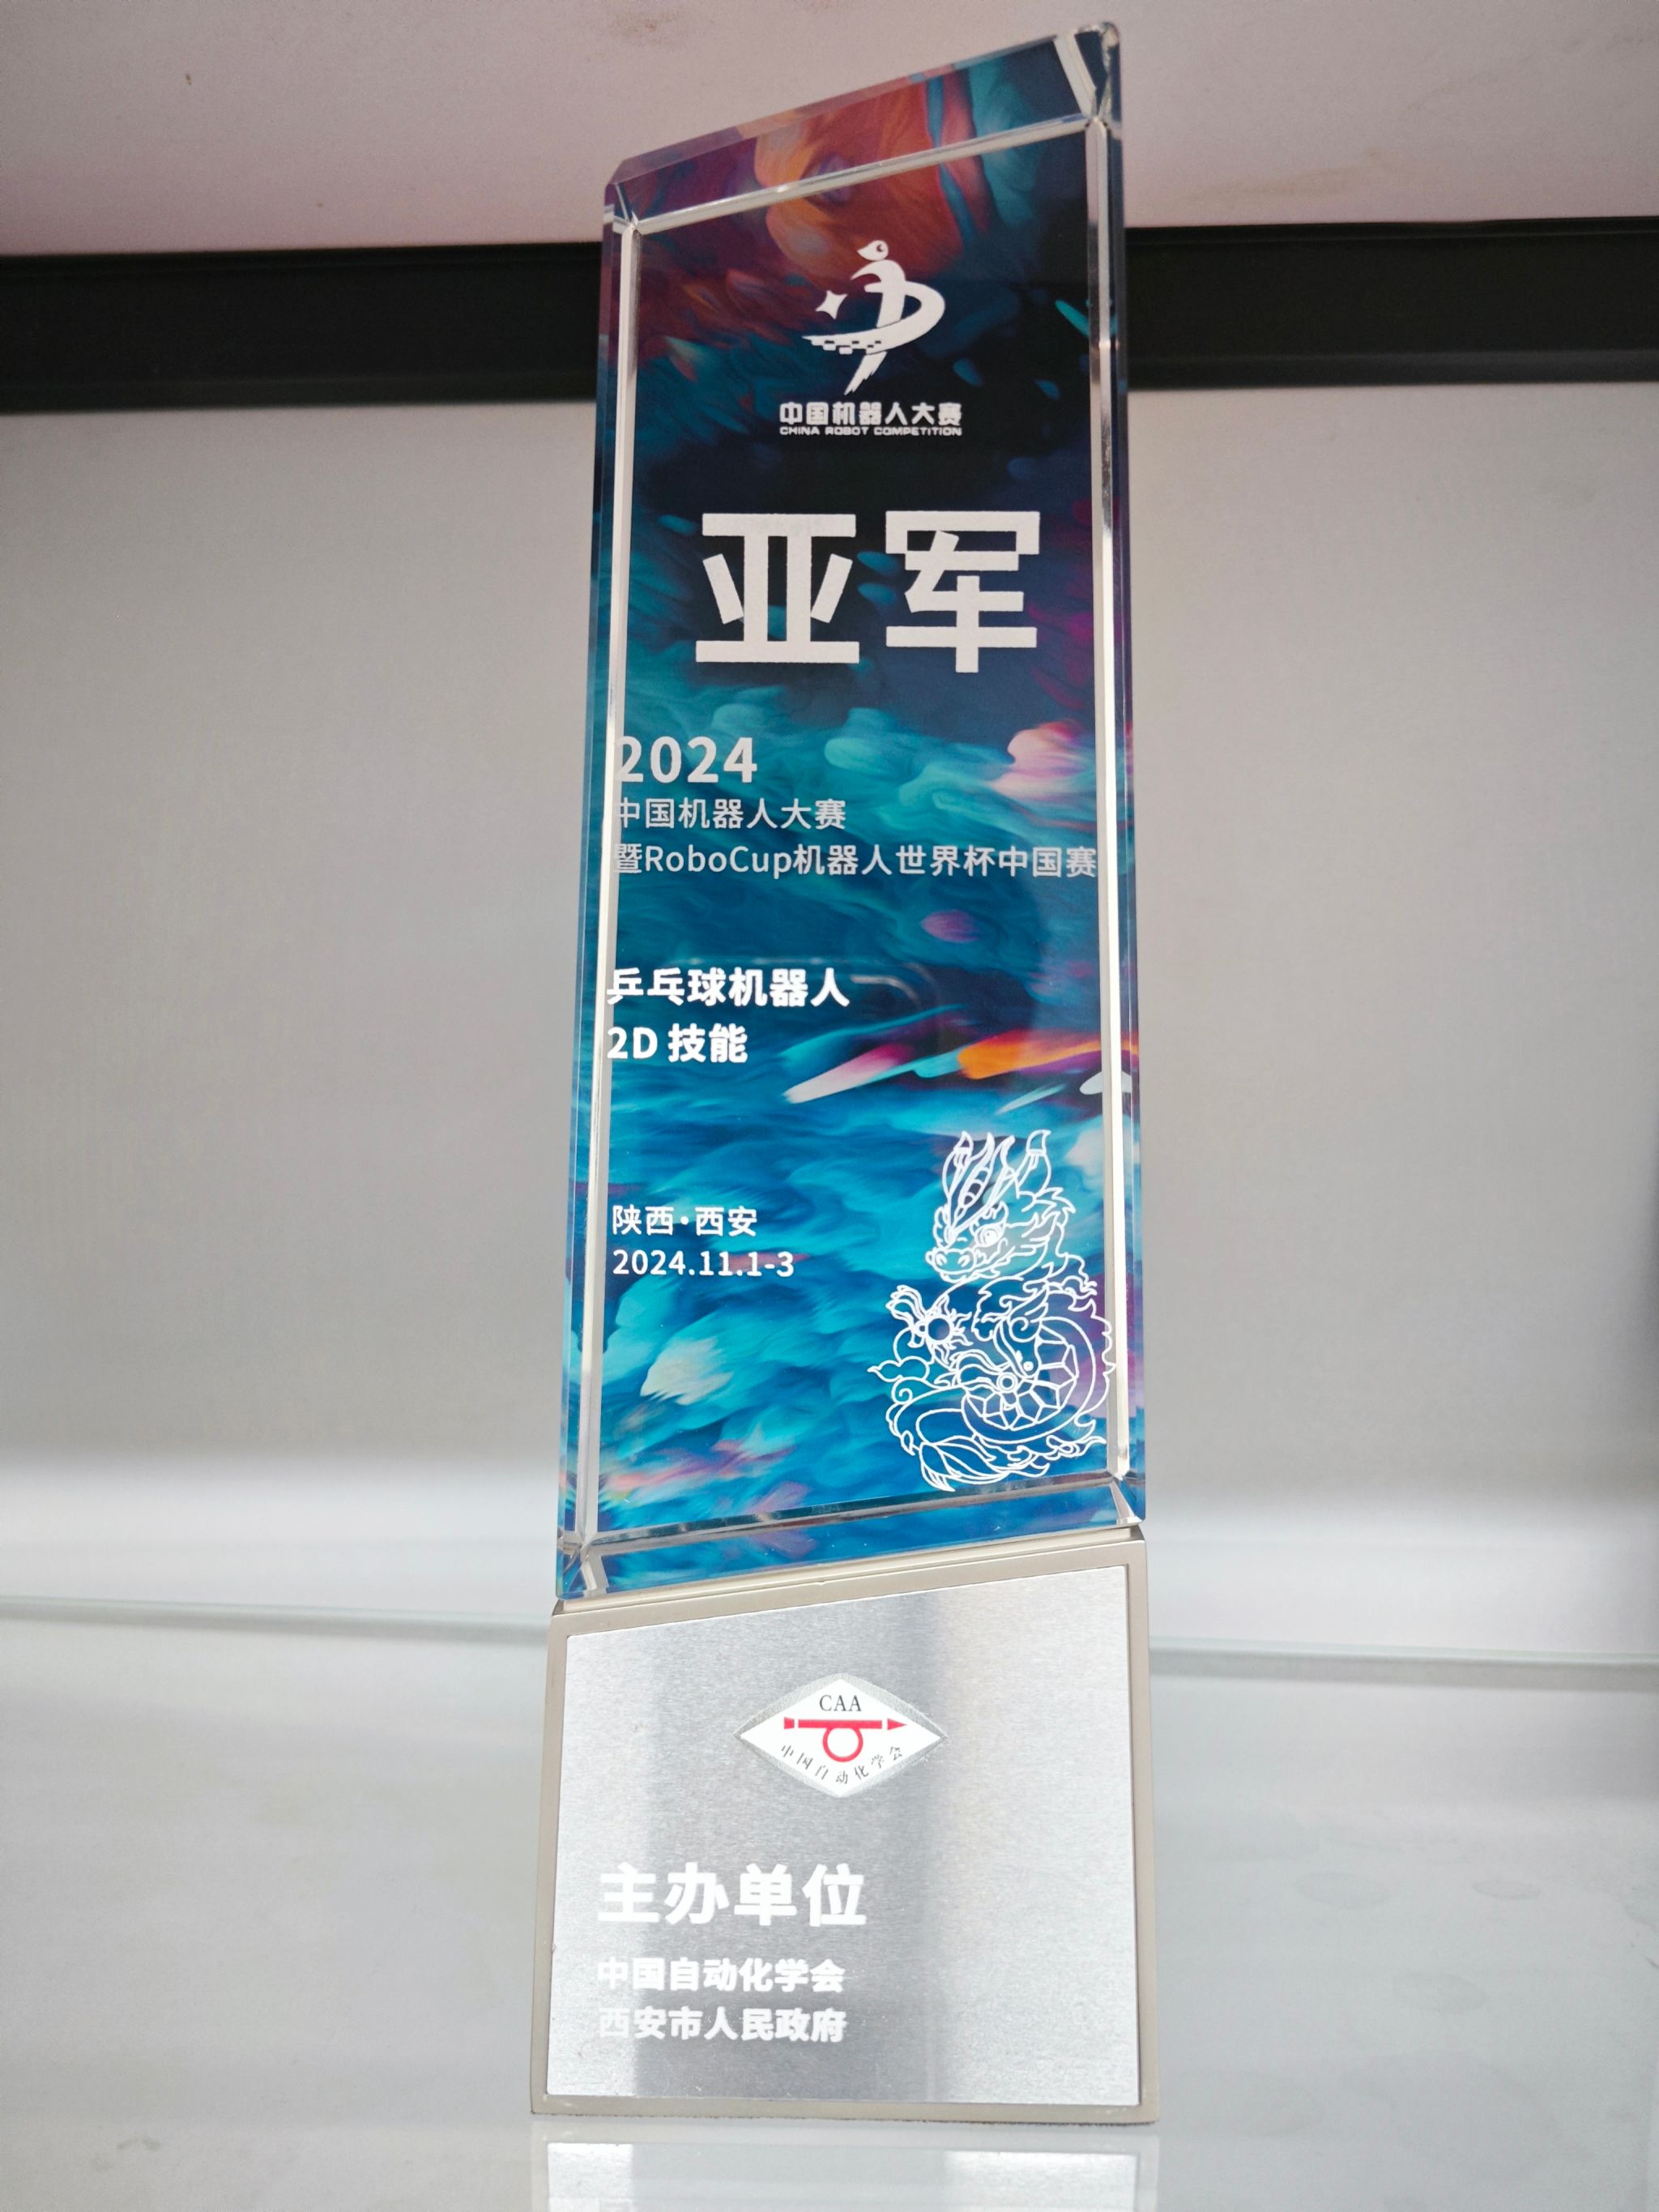 中国机器人大赛
CHINA ROBOT COMPETITION
亚军
2024
中国机器人大赛
暨RoboCup机器人世界杯中国赛
乒乓球机器人
2D 技能
陕西·西安
2024.11.1-3
CAA
中国自动化学会
主办单位
中国自动化学会
西安市人民政府